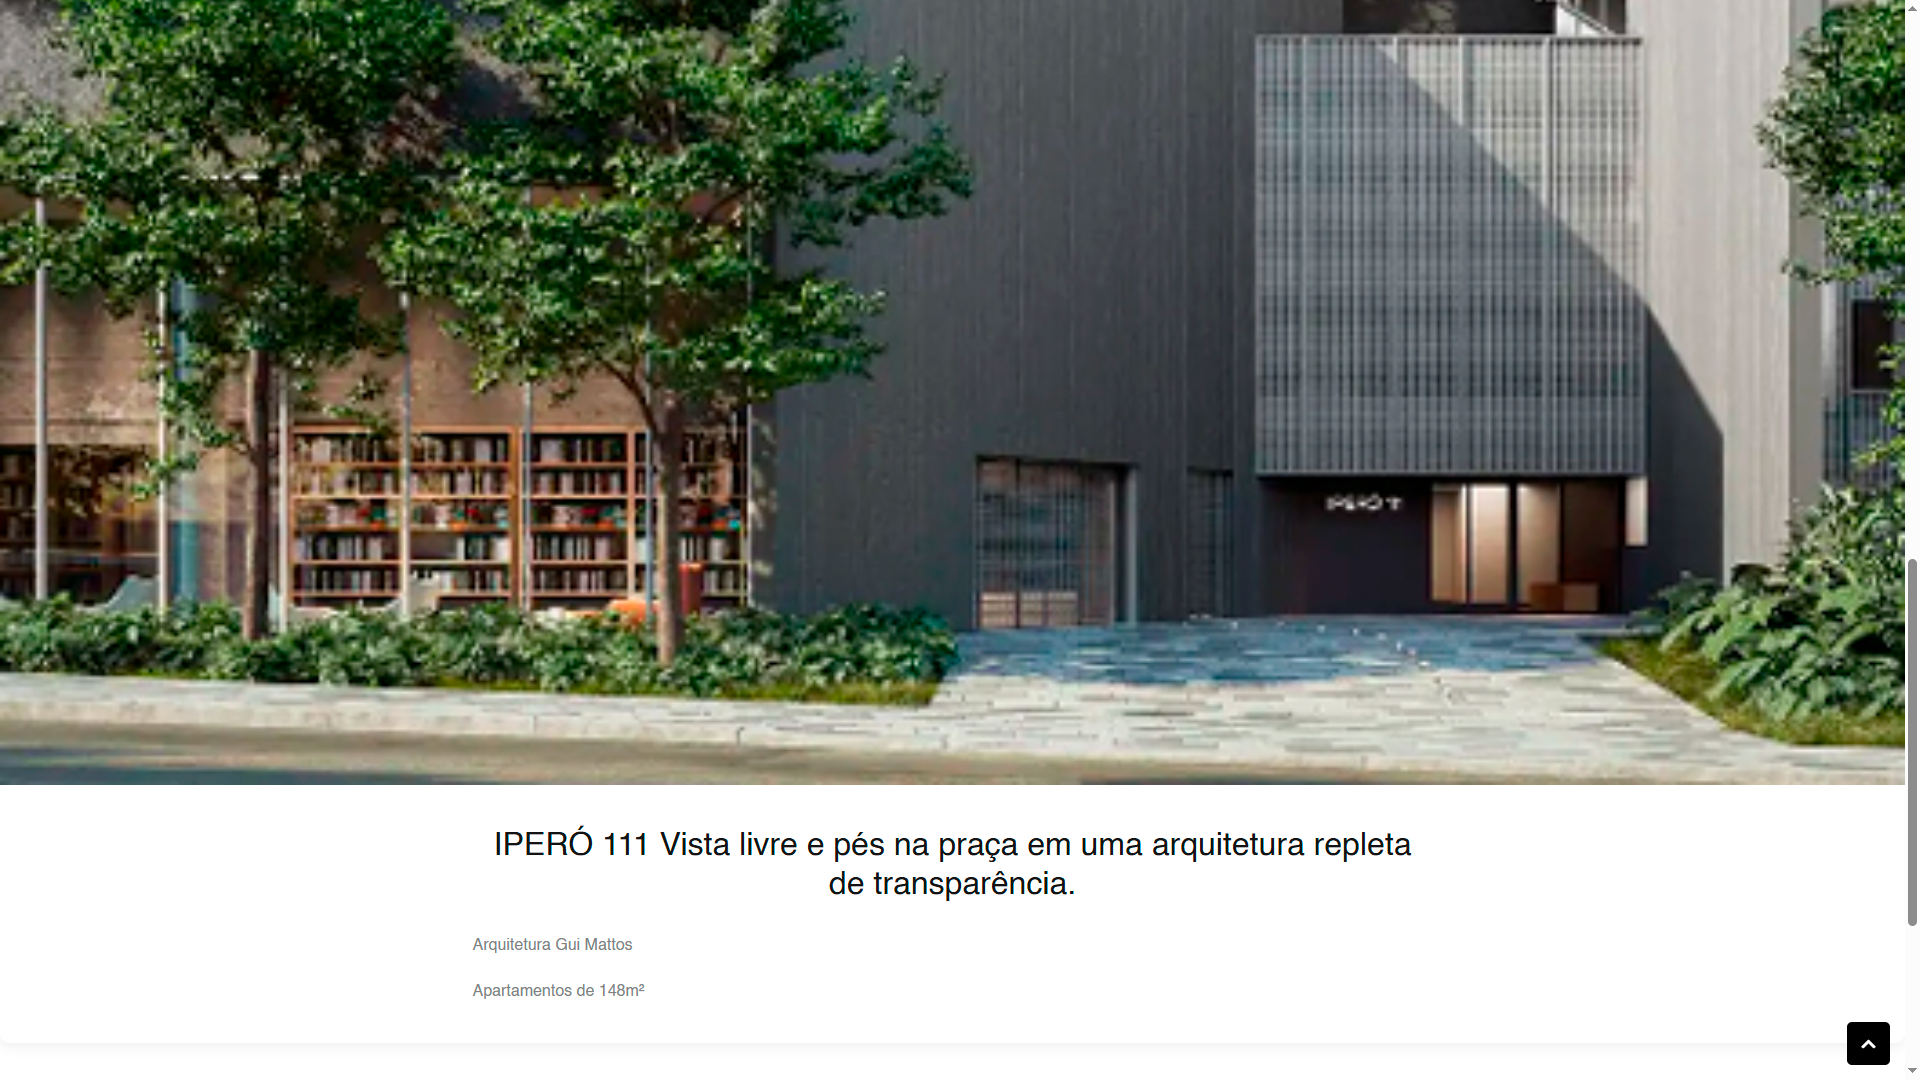 IPERÓ 111 Vista livre e pés na praça em uma arquitetura repleta
de transparência.
Arquitetura Gui Mattos
Apartamentos de 148m²